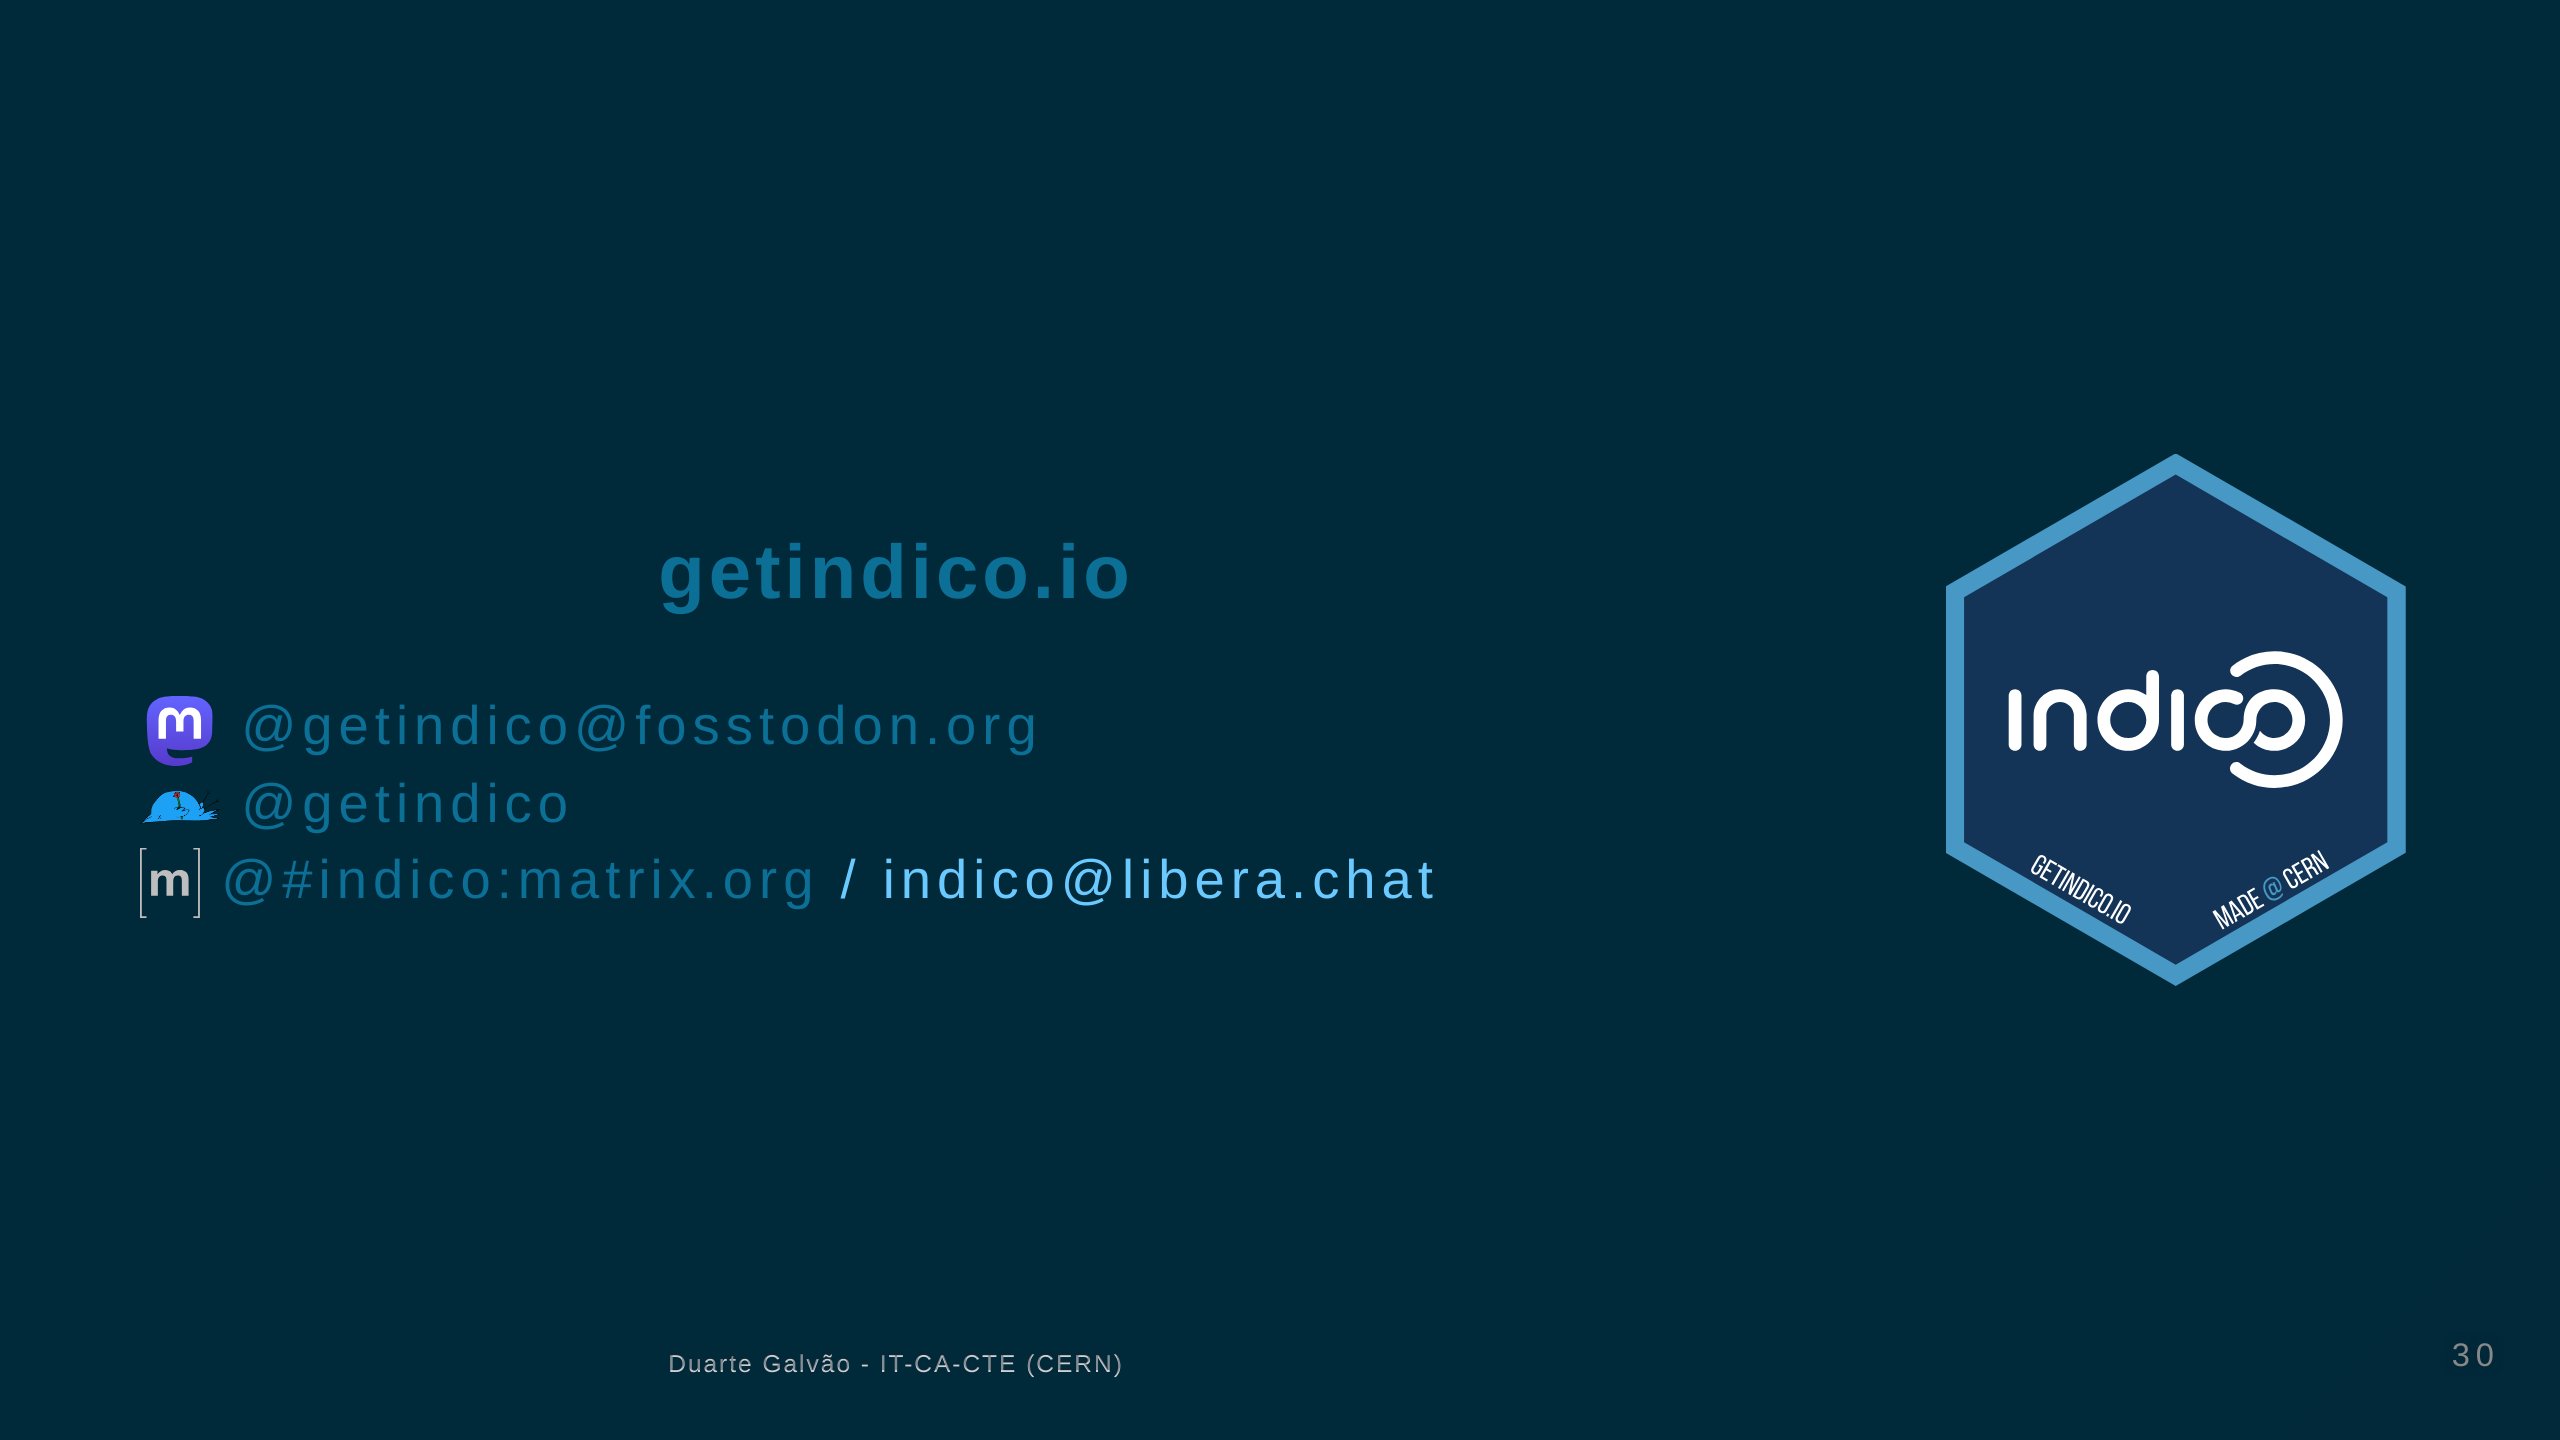 getindico.io
m @getindico@fosstodon.org
@getindico
[m] @#indico:matrix.org / indico@libera.chat
indico
GETINDICO.IO
MADE @ CERN
Duarte Galvão - IT-CA-CTE (CERN)
30